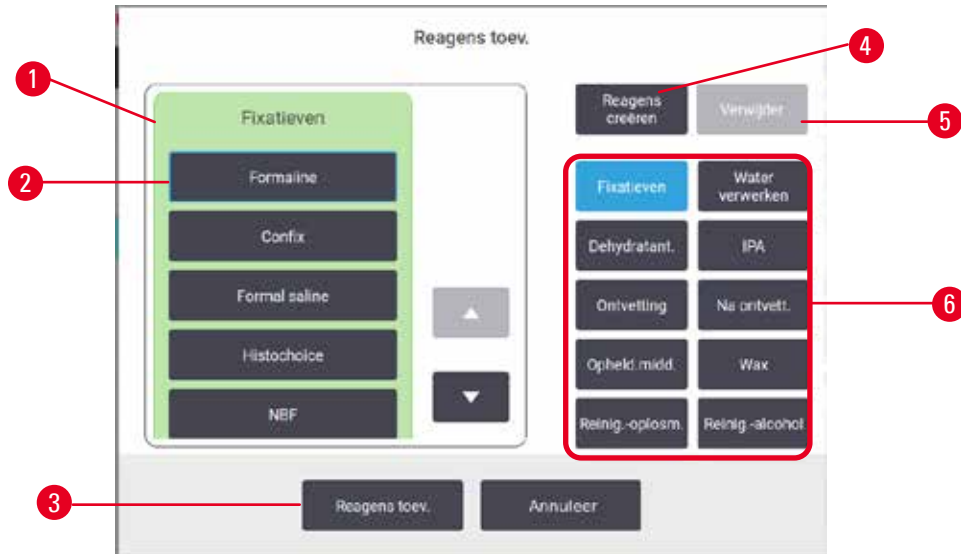 Reagens toev.
4
1
Fixatieven
Reagens
creëren
Verwijder
5
2
Formaline
Fixatieven
Water
verwerken
Confix
Dehydratant.
IPA
Formal saline
Ontvetting
Na ontvett.
6
Histochoice
Opheld.midd.
Wax
NBF
Reinig.-oplosm.
Reinig.-alcohol
3
Reagens toev.
Annuleer